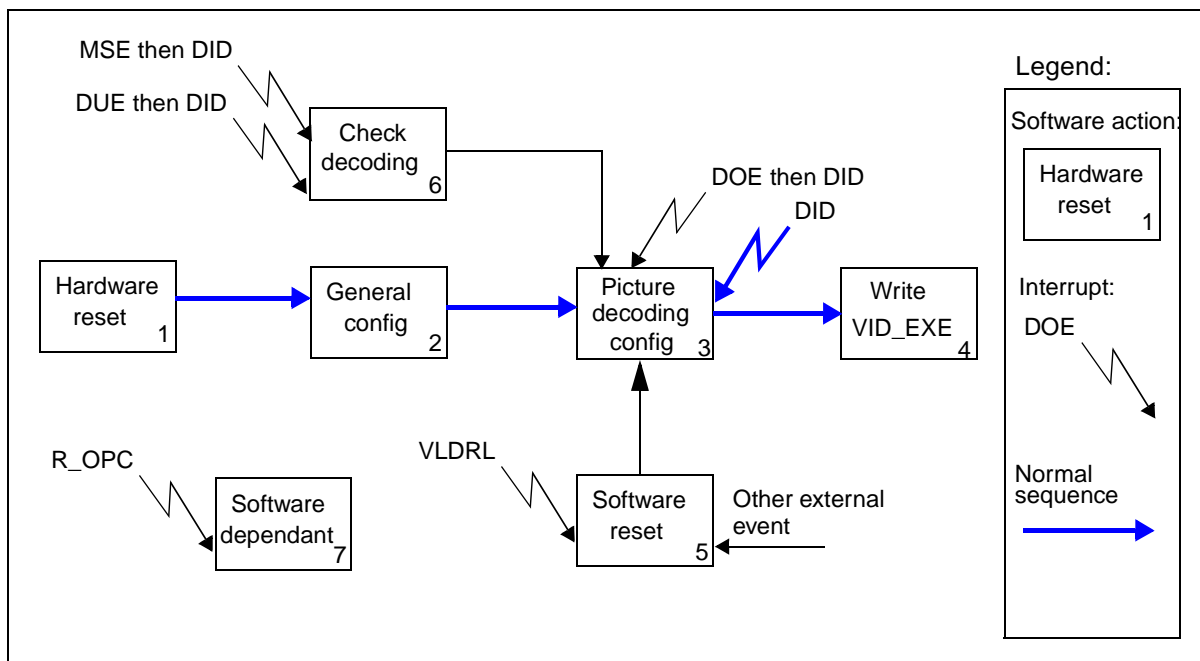 MSE then DID
DUE then DID
Check
decoding
6
DOE then DID
DID
Hardware
reset
1
General
config
2
Picture
decoding
config
3
Write
VID_EXE
4
R_OPC
Software
dependant
7
VLDRL
Software
reset
5
Other external
event
Legend:
Software action:
Hardware
reset
1
Interrupt:
DOE
Normal
sequence